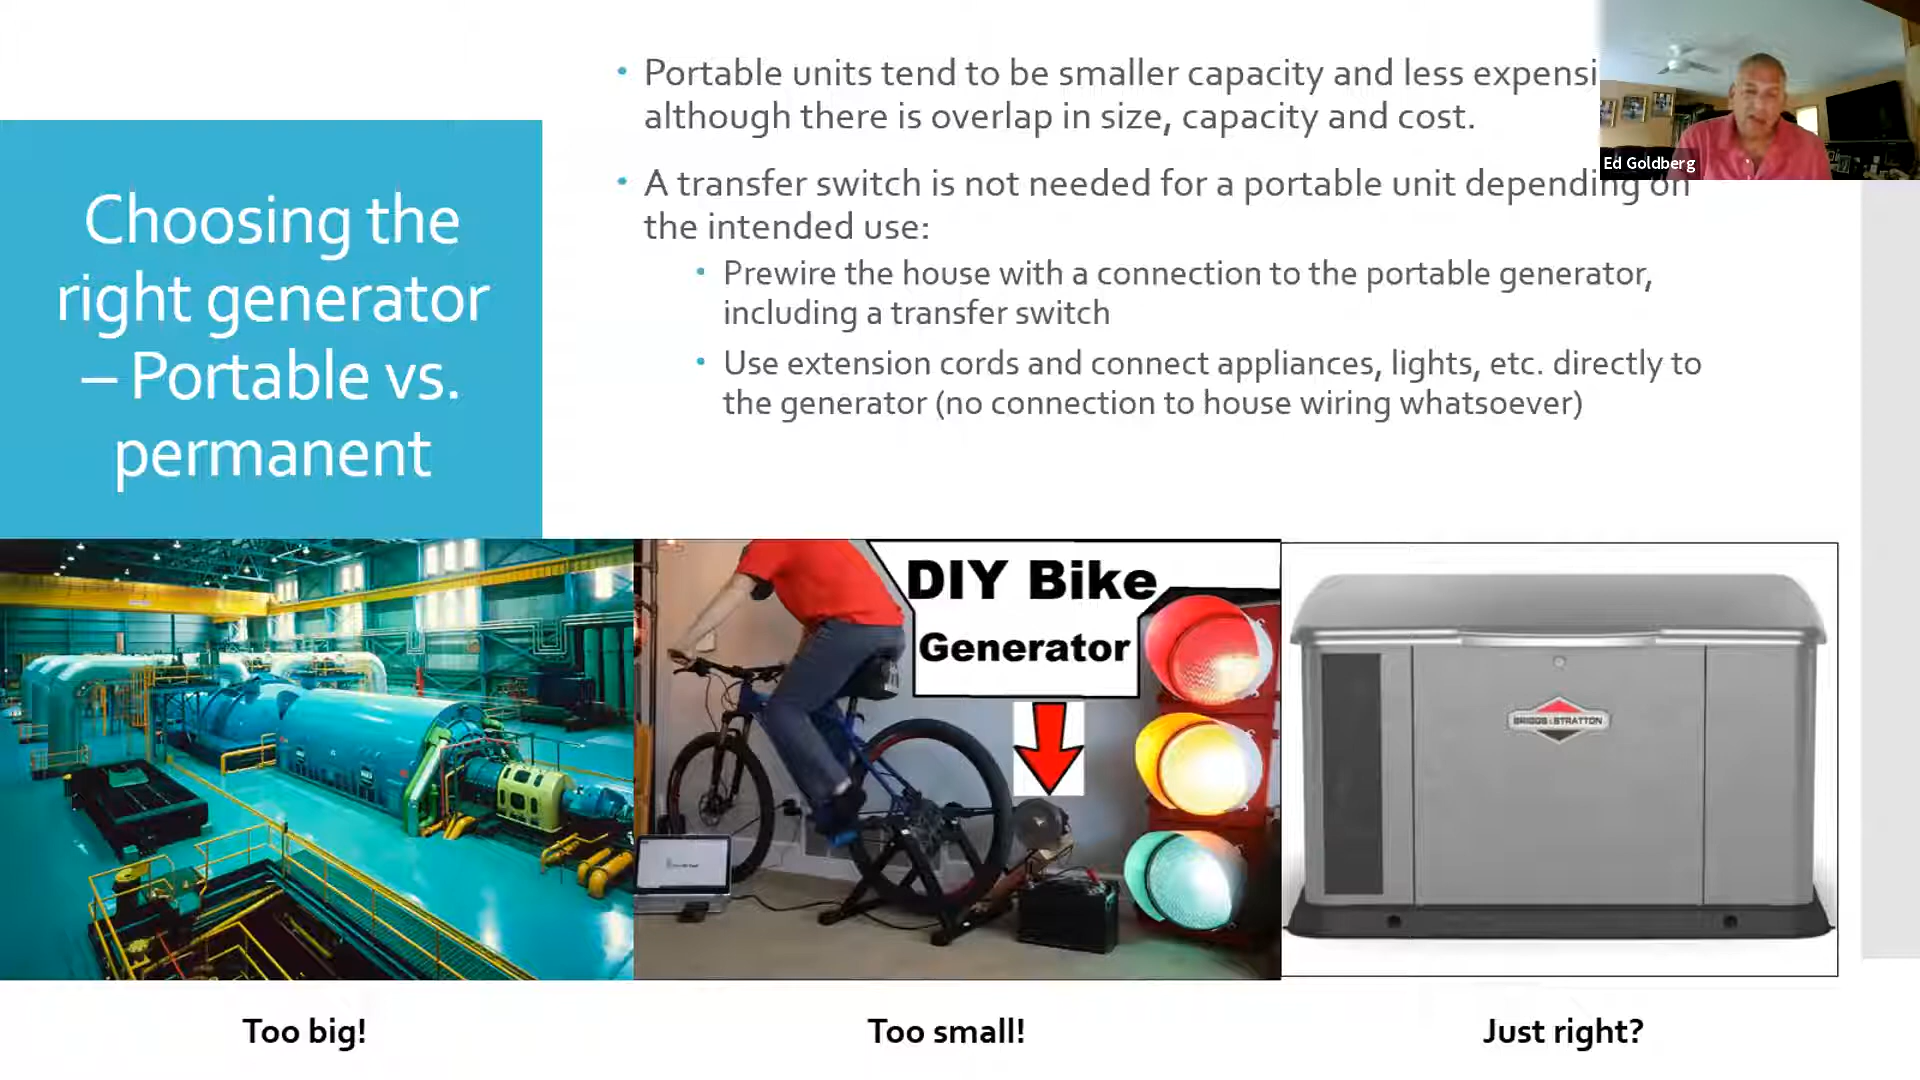 Choosing the
right generator
– Portable vs.
permanent
• Portable units tend to be smaller capacity and less expensi
although there is overlap in size, capacity and cost.
• A transfer switch is not needed for a portable unit depending on
the intended use:
• Prewire the house with a connection to the portable generator,
including a transfer switch
• Use extension cords and connect appliances, lights, etc. directly to
the generator (no connection to house wiring whatsoever)
Ed Goldberg
DIY Bike
Generator
BRIGGS & STRATTON
Too big!
Too small!
Just right?